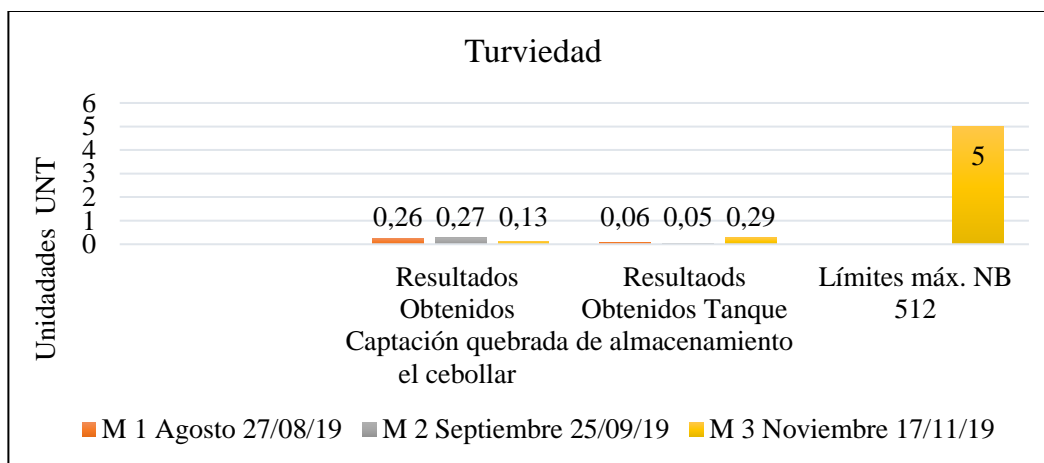 Turviedad
Unidadades UNT
6
5
4
3
2
1
0
0,26 0,27 0,13
0,06 0,05 0,29
5
Resultados
Obtenidos
Captación quebrada
el cebollar
Resultaods
Obtenidos Tanque
de almacenamiento
Límites máx. NB
512
M 1 Agosto 27/08/19
M 2 Septiembre 25/09/19
M 3 Noviembre 17/11/19